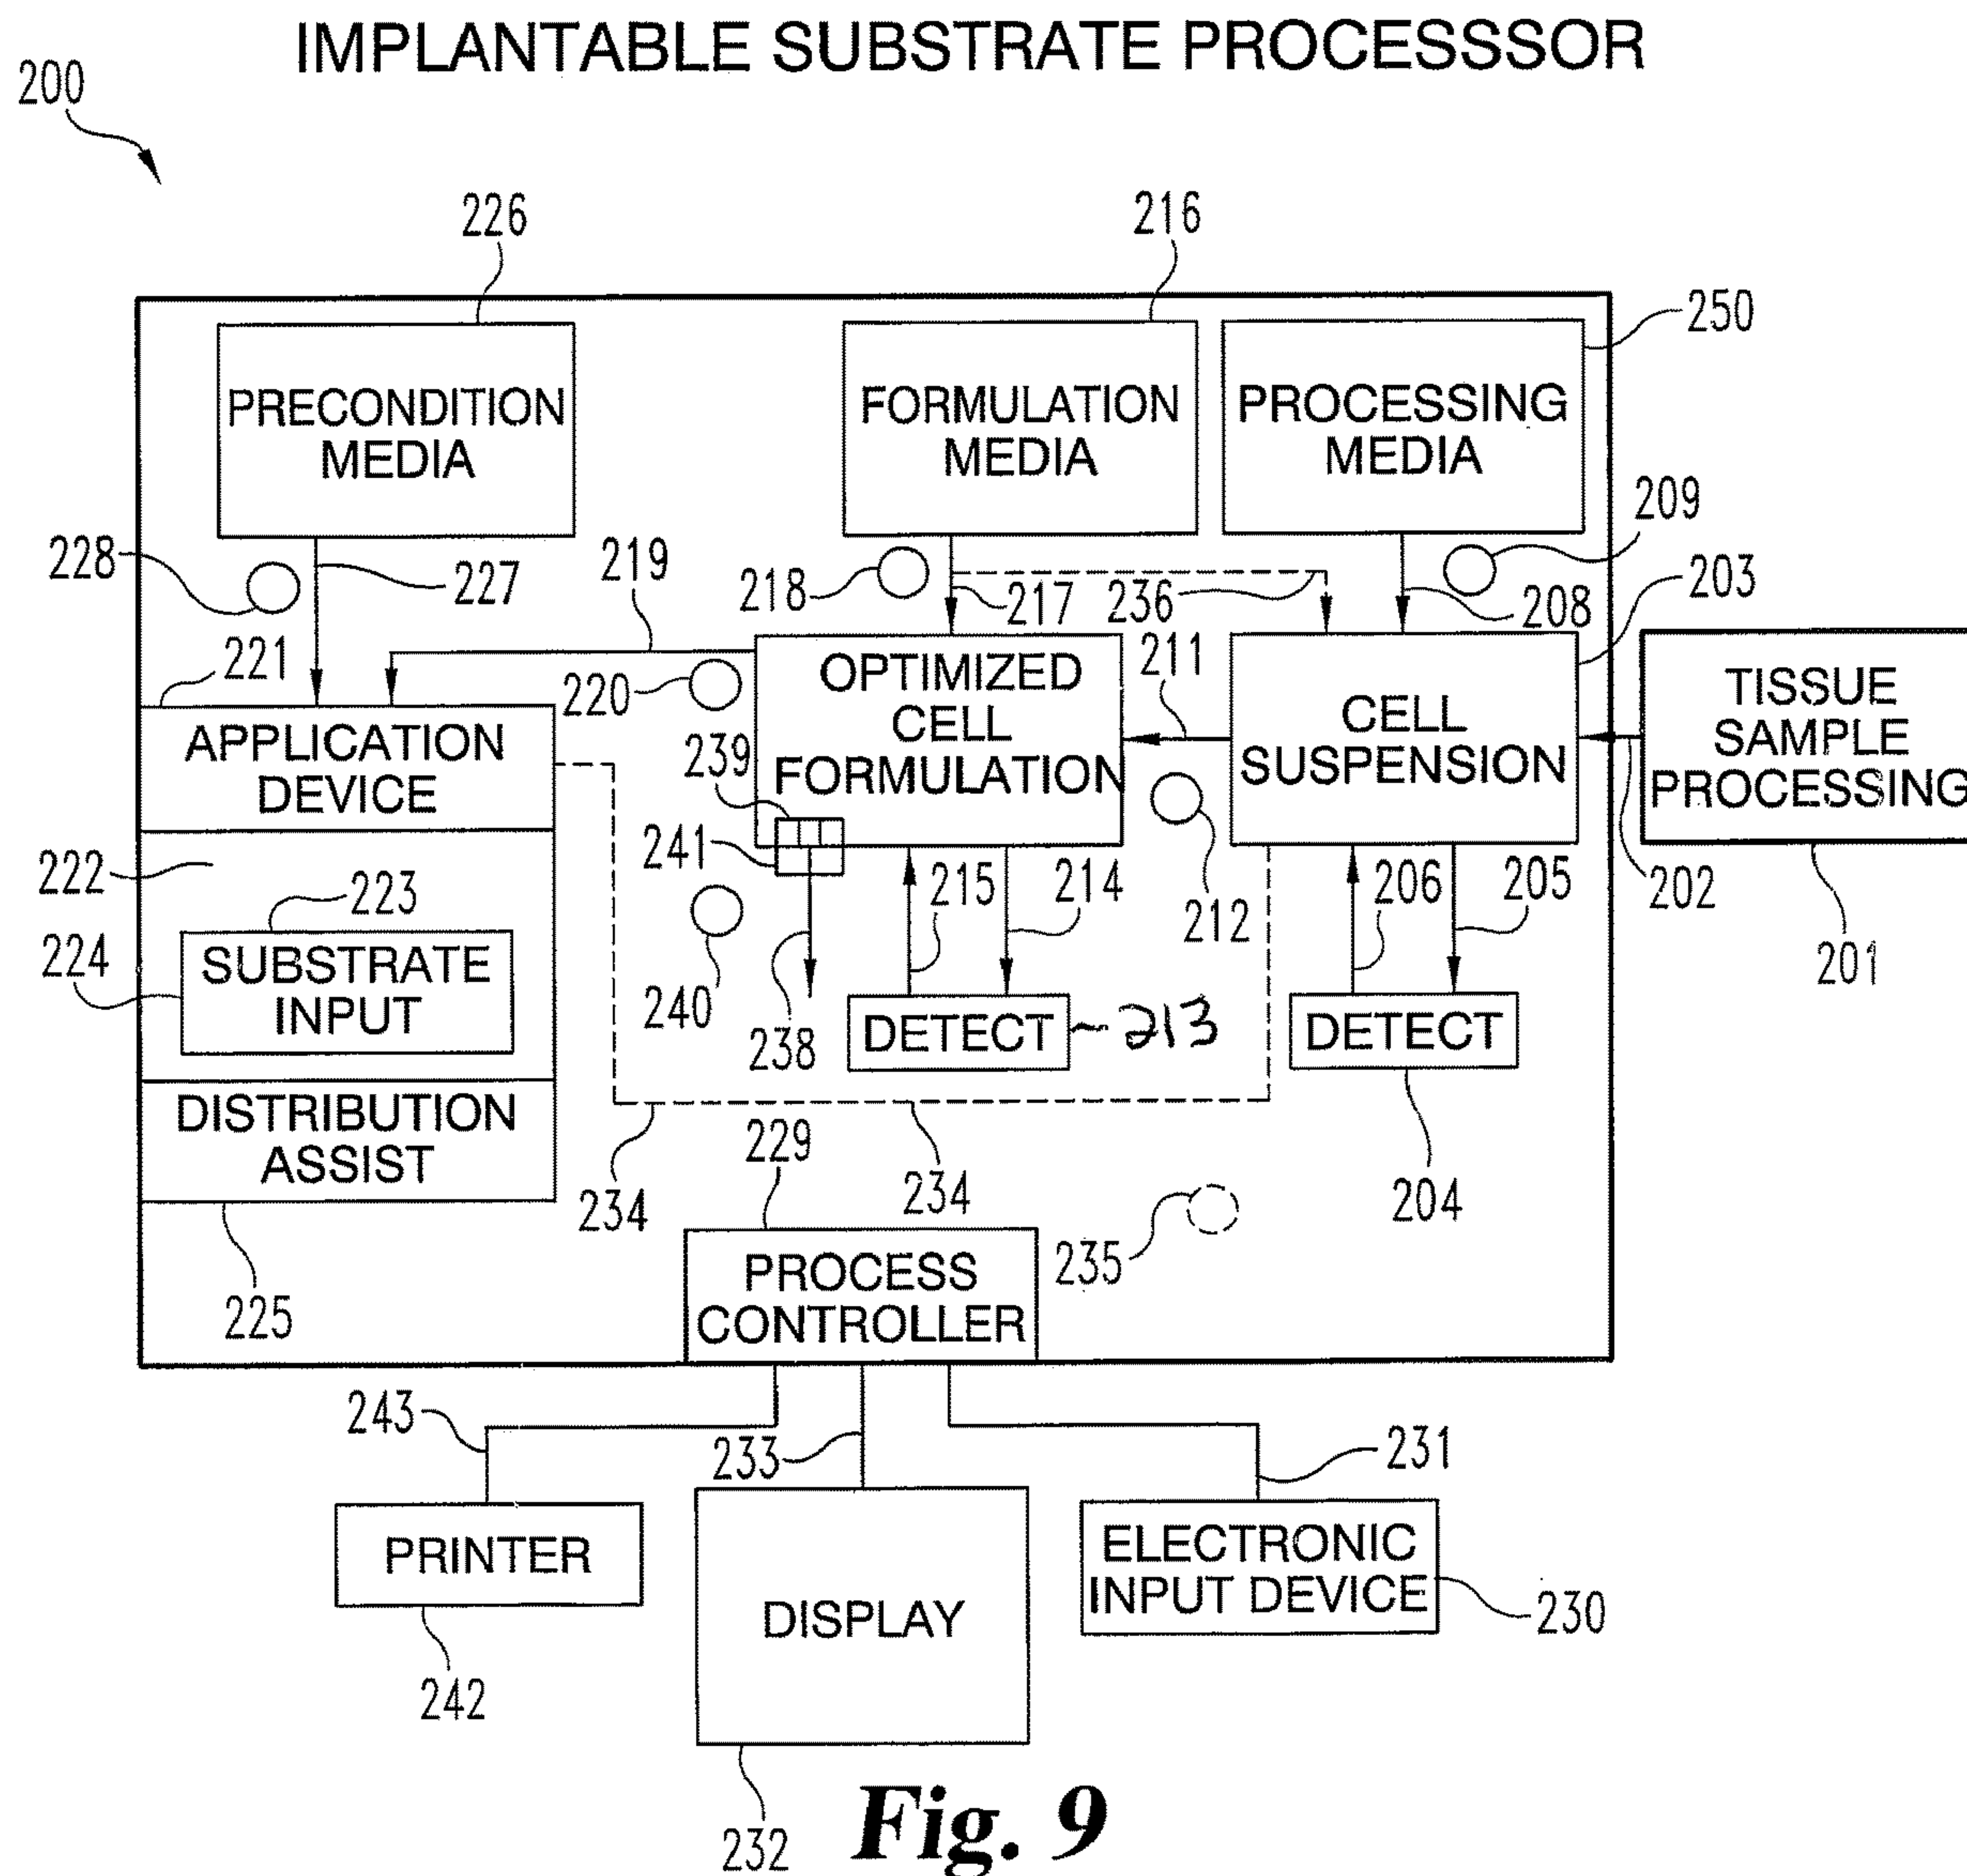 IMPLANTABLE SUBSTRATE PROCESSSOR
200
226
216
250
PRECONDITION
MEDIA
FORMULATION
MEDIA
PROCESSING
MEDIA
209
228
227
219
218
217
236
208
203
221
220
211
APPLICATION
DEVICE
239
OPTIMIZED
CELL
FORMULATION
CELL
SUSPENSION
TISSUE
SAMPLE
PROCESSING
222
241
215
214
212
206
205
202
201
223
224
SUBSTRATE
INPUT
240
238
DETECT
213
DETECT
DISTRIBUTION
ASSIST
229
234
234
204
235
225
PROCESS
CONTROLLER
243
233
231
PRINTER
DISPLAY
ELECTRONIC
INPUT DEVICE
230
242
232
Fig. 9